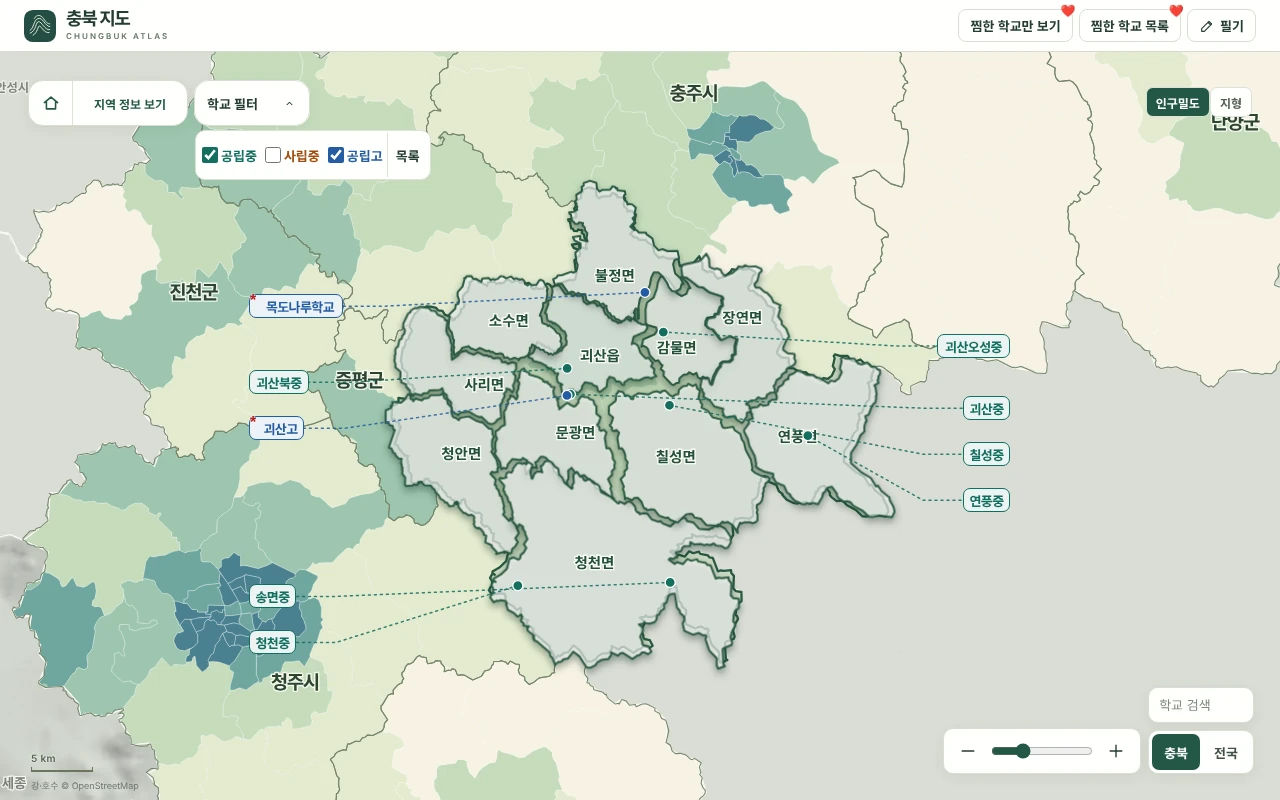 충북 지도
CHUNGBUK ATLAS
찜한 학교만 보기
찜한 학교 목록
필기
안성시
지역 정보 보기
학교 필터
충주시
인구밀도
지형
단양군
공립중
사립중
공립고
목록
불정면
진천군
목도나루학교
소수면
장연면
괴산읍
감물면
괴산오성중
괴산북중
증평군
사리면
괴산중
괴산고
문광면
연풍면
청안면
칠성면
칠성중
연풍중
청천면
송면중
청천중
청주시
학교 검색
충북
전국
5 km
세종
강·호수 © OpenStreetMap